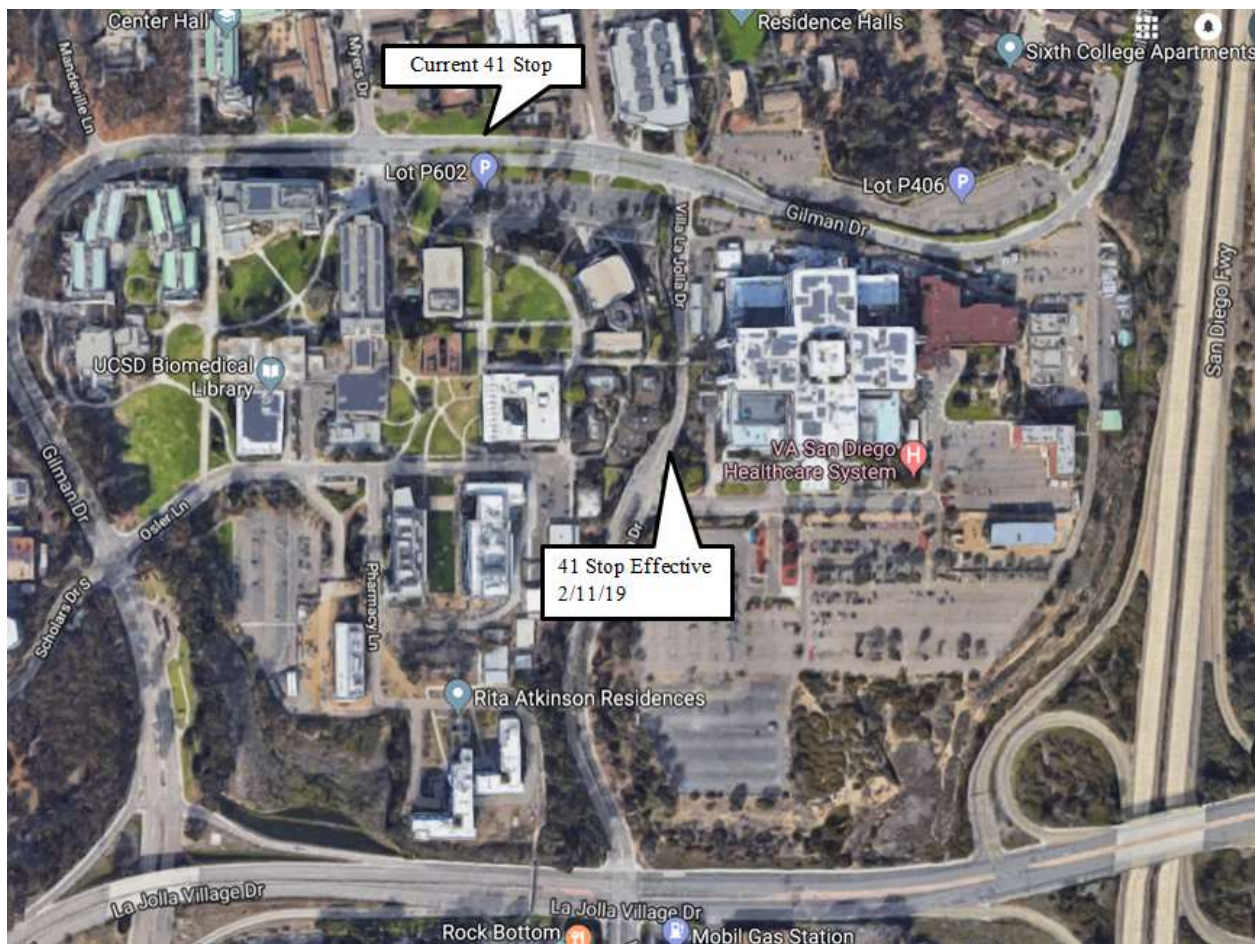 Center Hall
Residence Halls
Sixth College Apartments
Mandeville Ln
Myers Dr
Current 41 Stop
Lot P602
P
Lot P406
P
Gilman Dr
Villa La Jolla Dr
San Diego Fwy
UCSD Biomedical
Library
VA San Diego
Healthcare System
H
Gilman Dr
Osler Ln
Dr
41 Stop Effective
2/11/19
Scholars Dr S
Pharmacy Ln
Rita Atkinson Residences
La Jolla Village Dr
La Jolla Village Dr
Rock Bottom
Mobil Gas Station